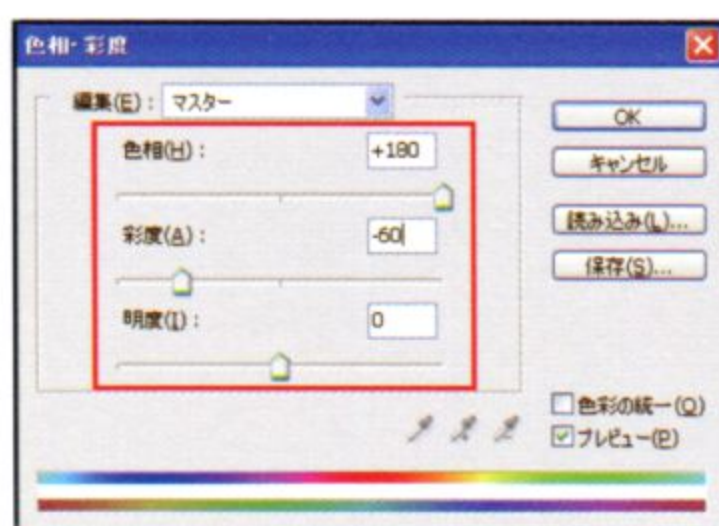 色相・彩度
編集(E): マスター
色相(H): +180
彩度(A): -60
明度(I): 0
OK
キャンセル
読み込み(L)...
保存(S)...
色彩の統一(O)
プレビュー(P)